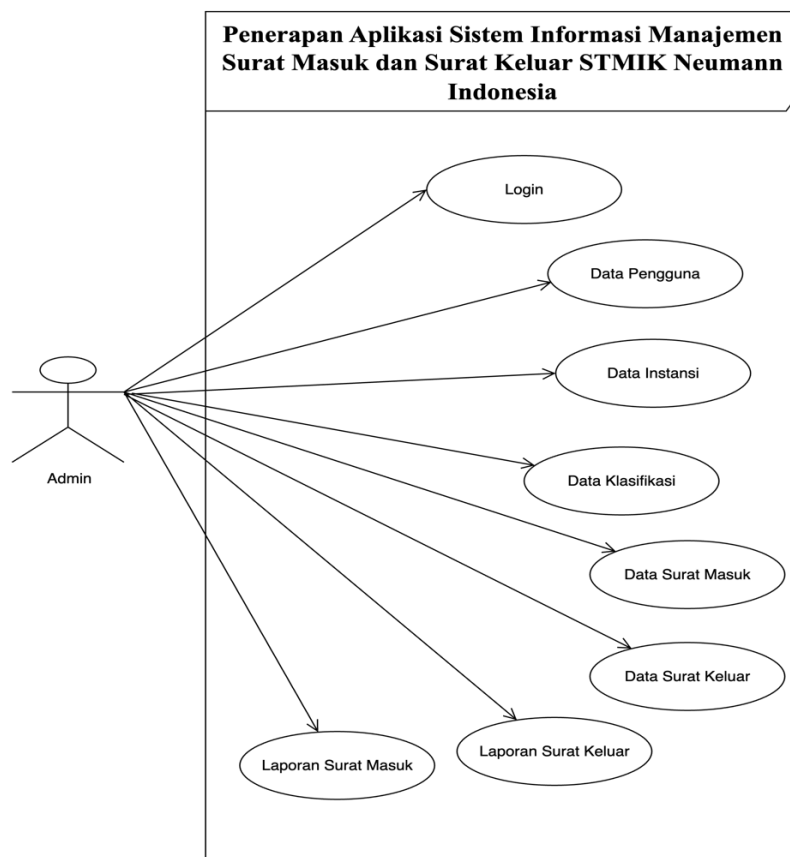 Penerapan Aplikasi Sistem Informasi Manajemen
Surat Masuk dan Surat Keluar STMIK Neumann
Indonesia
Login
Data Pengguna
Data Instansi
Admin
Data Klasifikasi
Data Surat Masuk
Data Surat Keluar
Laporan Surat Keluar
Laporan Surat Masuk